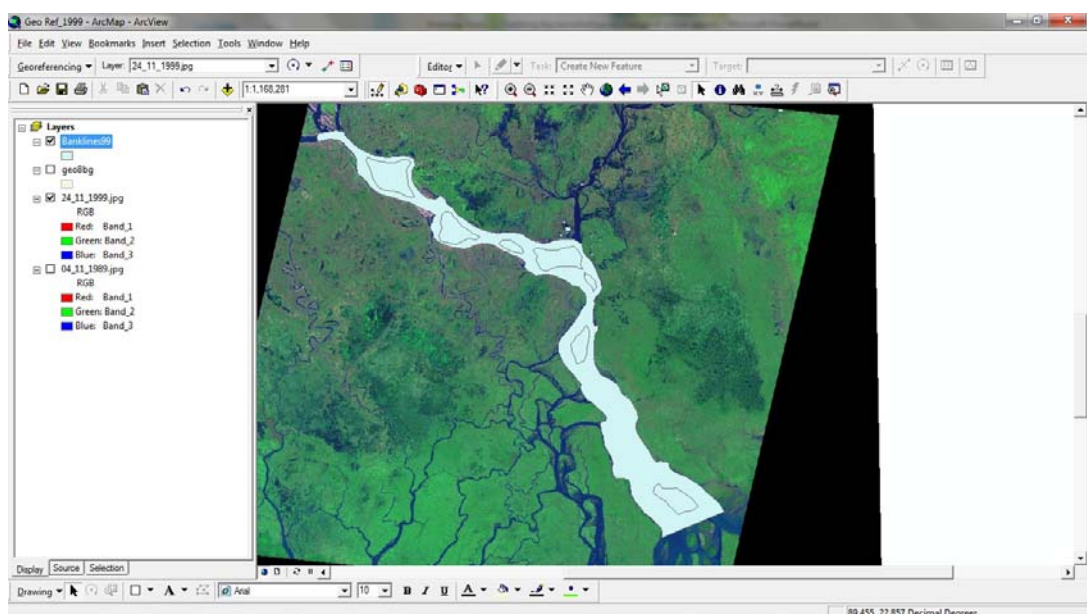 Geo Ref_1999 - ArcMap - ArcView
File Edit View Bookmarks Insert Selection Tools Window Help
Georeferencing Layer: 24_11_1999.jpg Editor Task: Create New Feature Target:
1:1,168,281
Layers
Banklines99
geo8bg
24_11_1999.jpg
RGB
Red: Band_1
Green: Band_2
Blue: Band_3
04_11_1989.jpg
RGB
Red: Band_1
Green: Band_2
Blue: Band_3
Display Source Selection
Drawing A Arial 10 B I U A
89.455 22.857 Decimal Degrees